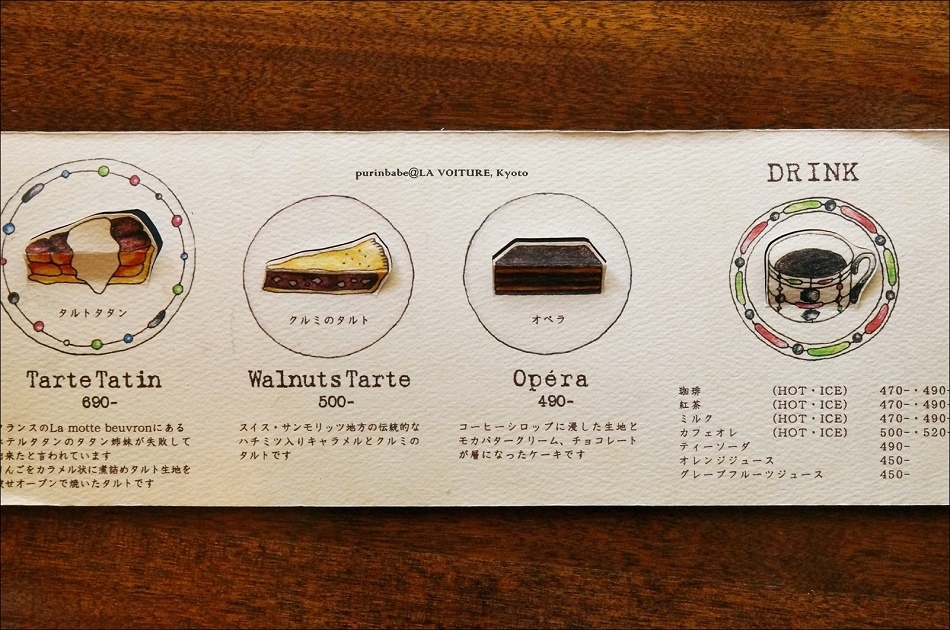 purinbabe@LA VOITURE, Kyoto
タルトタタン
Tarte Tatin
690-
ランスのLa motte beuvronにある
テルタタンのタタン姉妹が失敗して
来たと言われています
んごをカラメル状に煮詰めタルト生地を
せオーブンで焼いたタルトです
クルミのタルト
Walnuts Tarte
500-
スイス・サンモリッツ地方の伝統的な
ハチミツ入りキャラメルとクルミの
タルトです
オペラ
Opéra
490-
コーヒーシロップに浸した生地と
モカバタークリーム、チョコレート
が層になったケーキです
DRINK
珈琲 (HOT・ICE) 470-・490-
紅茶 (HOT・ICE) 470-・490-
ミルク (HOT・ICE) 470-・490-
カフェオレ (HOT・ICE) 500-・520-
ティーソーダ 490-
オレンジジュース 450-
グレープフルーツジュース 450-